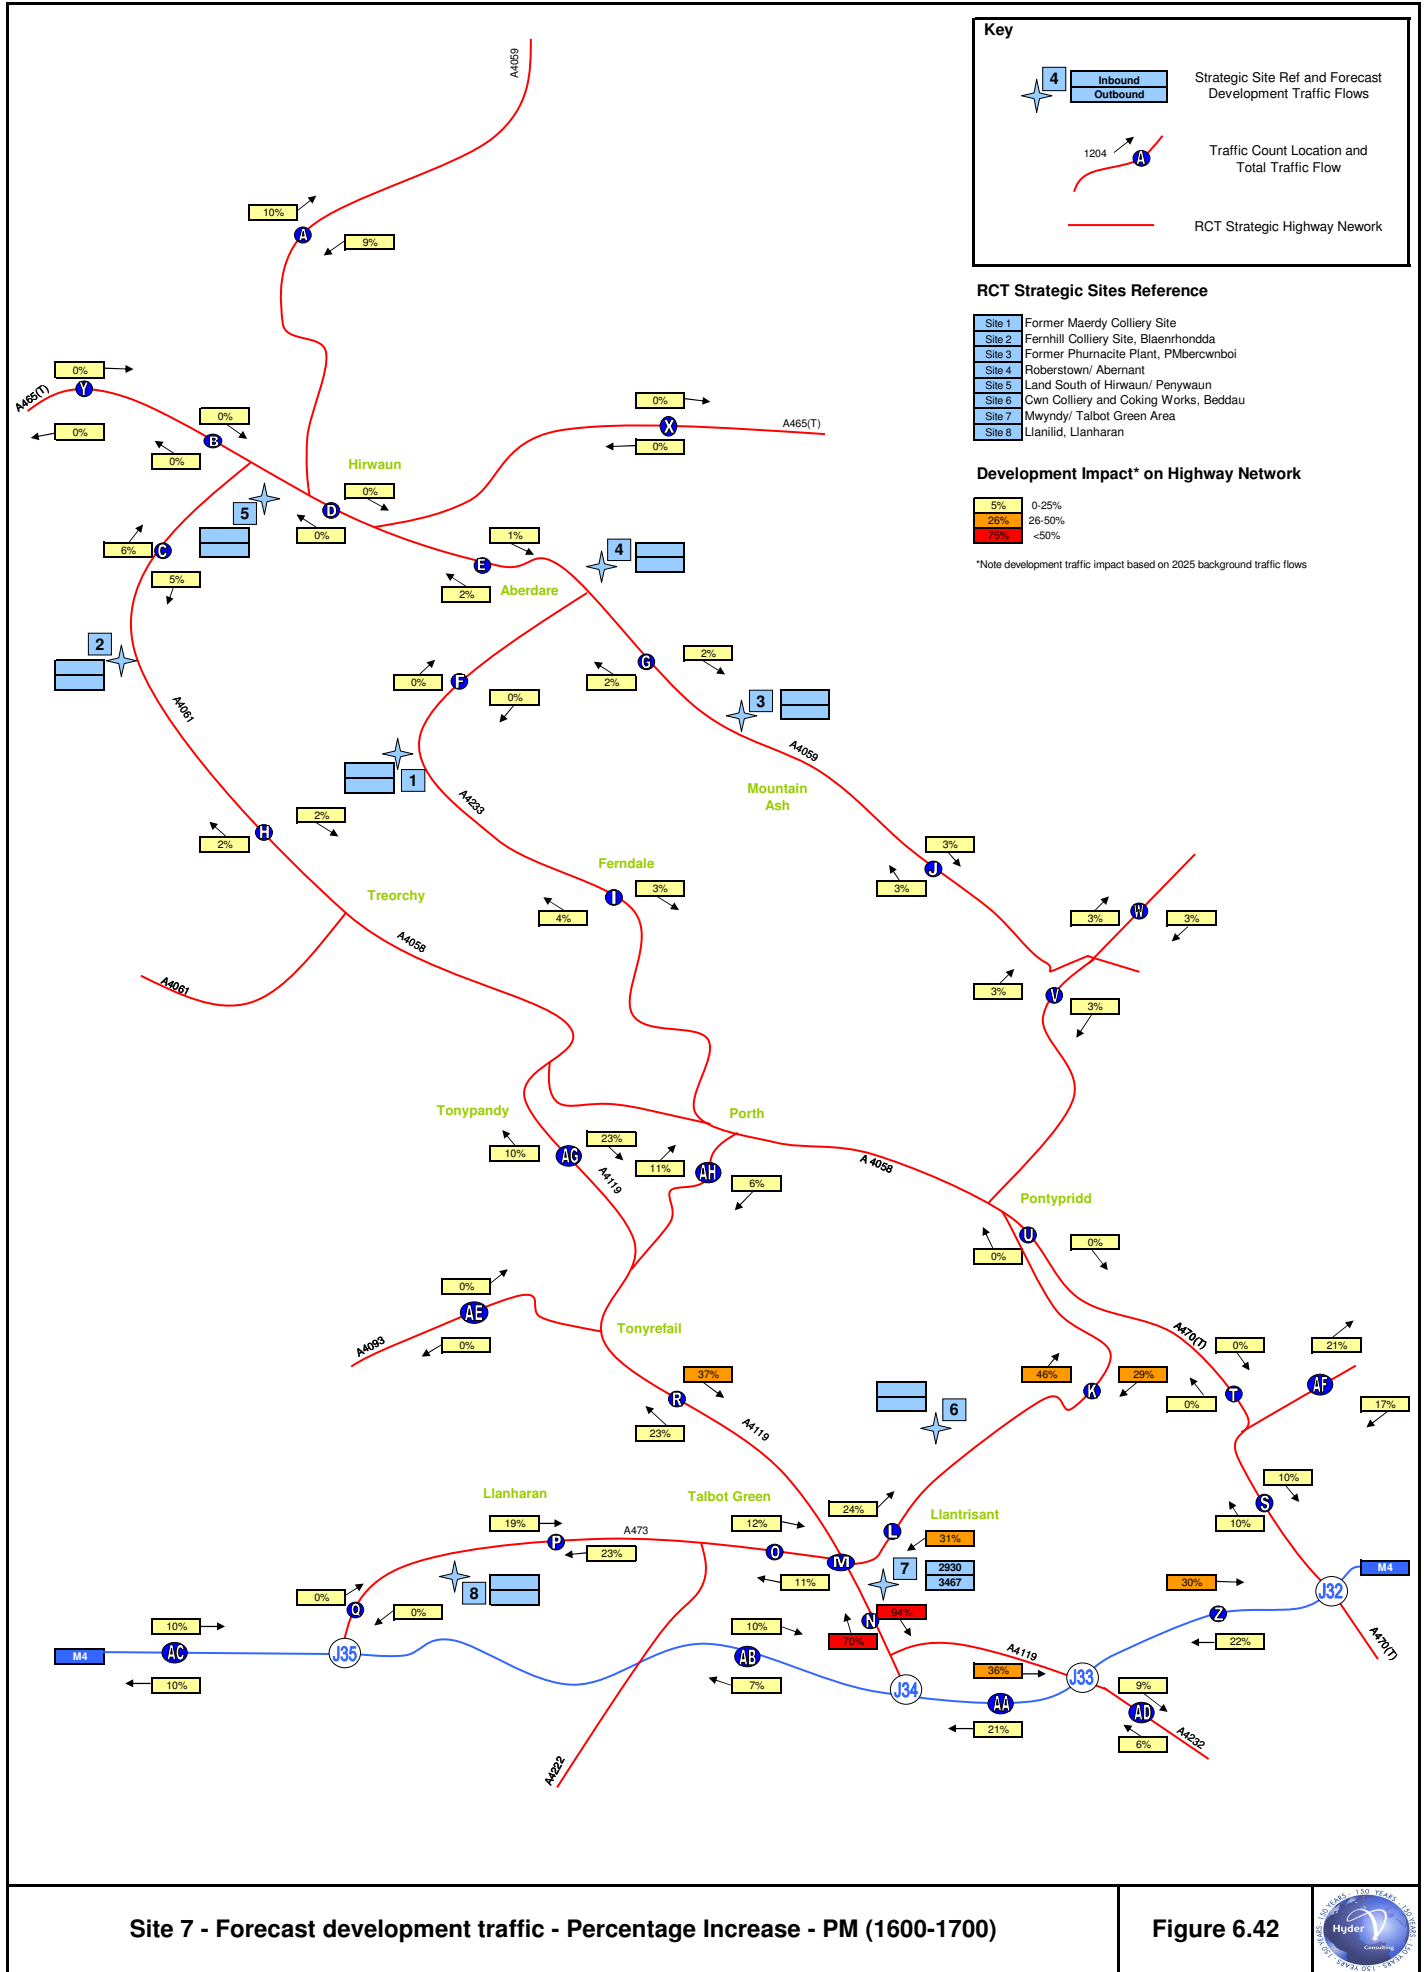 Key
4
Inbound
Outbound
Strategic Site Ref and Forecast
Development Traffic Flows
1204
A
Traffic Count Location and
Total Traffic Flow
RCT Strategic Highway Nework
RCT Strategic Sites Reference
Site 1 Former Maerdy Colliery Site
Site 2 Fernhill Colliery Site, Blaenrhondda
Site 3 Former Phurnacite Plant, PMbercwnboi
Site 4 Roberstown/ Abernant
Site 5 Land South of Hirwaun/ Penywaun
Site 6 Cwn Colliery and Coking Works, Beddau
Site 7 Mwyndy/ Talbot Green Area
Site 8 Llanilid, Llanharan
Development Impact* on Highway Network
5% 0-25%
26% 26-50%
75% <50%
*Note development traffic impact based on 2025 background traffic flows
A4059
10%
A
9%
0%
Y
A465(T)
0%
0%
B
0%
0%
X
A465(T)
0%
Hirwaun
0%
D
0%
5
6%
C
5%
1%
E
2%
Aberdare
4
2
A4061
0%
F
0%
G
2%
2%
3
A4059
1
A4233
Mountain
Ash
2%
H
2%
Treorchy
Ferndale
3%
I
4%
3%
J
3%
3%
W
3%
A4058
A4061
3%
V
3%
Tonypandy
10%
AG
23%
A4119
11%
AH
6%
Porth
A 4058
Pontypridd
U
0%
0%
0%
AE
0%
A4093
Tonyrefail
37%
R
23%
A4119
6
46%
K
29%
A470(T)
0%
T
0%
21%
AF
17%
10%
S
10%
Llanharan
19%
P
23%
A473
Talbot Green
12%
O
11%
M
24%
L
Llantrisant
31%
7
2930
3467
8
0%
Q
0%
N
94%
70%
30%
Z
22%
J32
M4
A470(T)
M4
10%
AC
10%
J35
10%
AB
7%
J34
A4119
36%
AA
21%
J33
9%
AD
6%
A4232
A4222
Site 7 - Forecast development traffic - Percentage Increase - PM (1600-1700)
Figure 6.42
Hyder
Consulting
150 YEARS